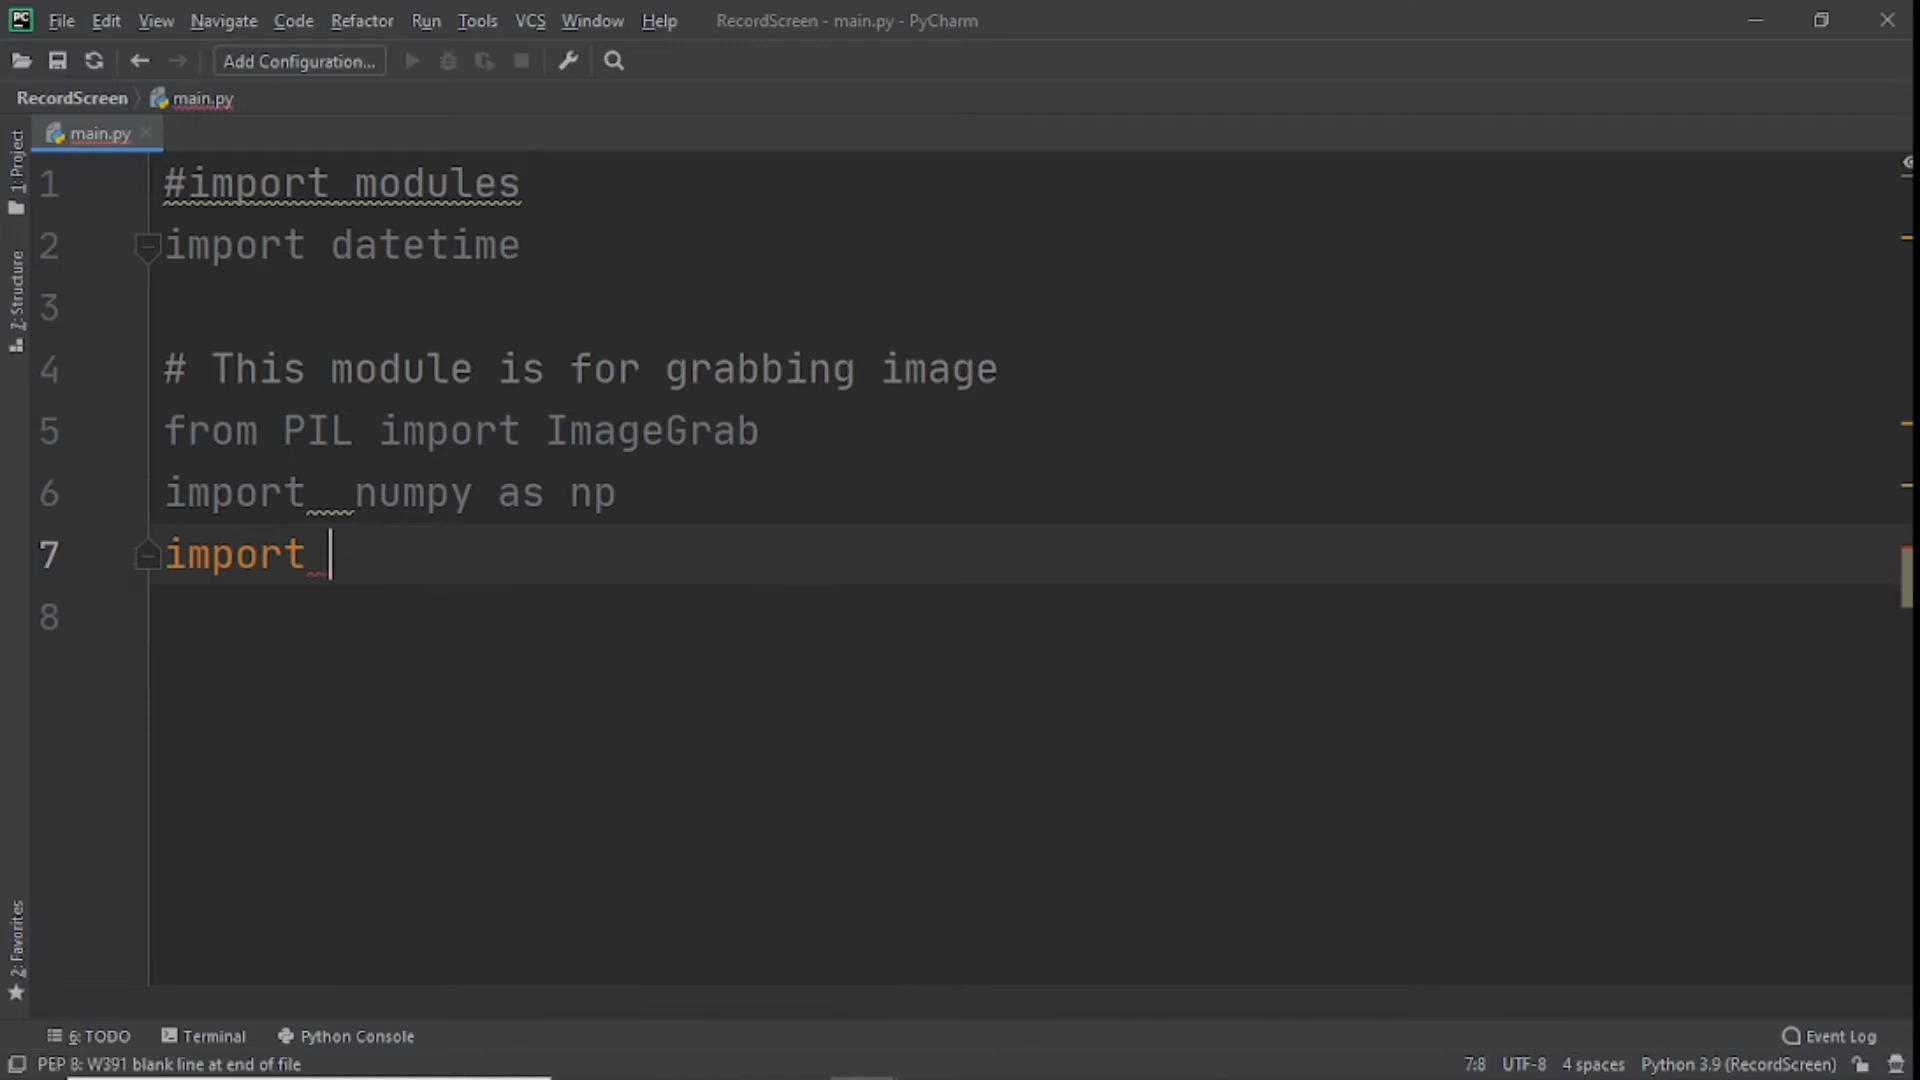 File Edit View Navigate Code Refactor Run Tools VCS Window Help RecordScreen - main.py - PyCharm
Add Configuration...
RecordScreen main.py
main.py
1 #import modules
2 import datetime
3
4 # This module is for grabbing image
5 from PIL import ImageGrab
6 import  numpy as np
7 import
8
1: Project
7: Structure
2: Favorites
6: TODO Terminal Python Console Event Log
PEP 8: W391 blank line at end of file 7:8 UTF-8 4 spaces Python 3.9 (RecordScreen)